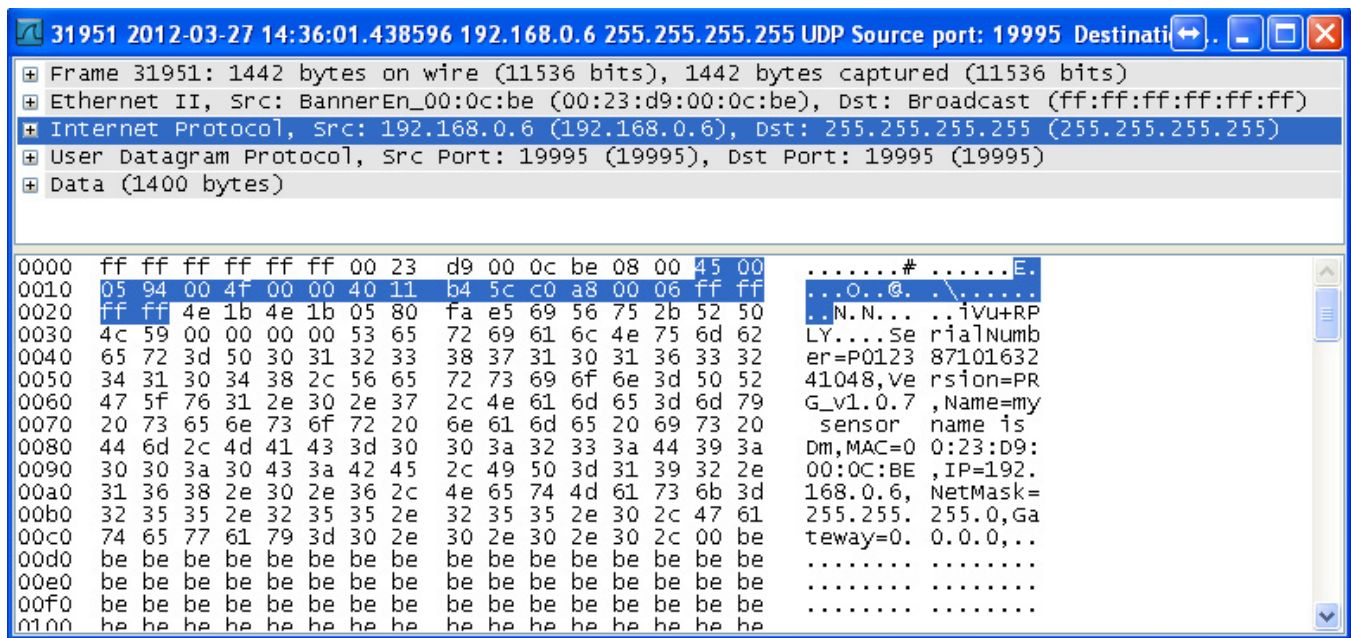 31951 2012-03-27 14:36:01.438596 192.168.0.6 255.255.255.255 UDP Source port: 19995 Destinati
Frame 31951: 1442 bytes on wire (11536 bits), 1442 bytes captured (11536 bits)
Ethernet II, Src: BannerEn_00:0c:be (00:23:d9:00:0c:be), Dst: Broadcast (ff:ff:ff:ff:ff:ff)
Internet Protocol, Src: 192.168.0.6 (192.168.0.6), Dst: 255.255.255.255 (255.255.255.255)
User Datagram Protocol, Src Port: 19995 (19995), Dst Port: 19995 (19995)
Data (1400 bytes)
0000 ff ff ff ff ff ff 00 23 d9 00 0c be 08 00 45 00 .......# ......E.
0010 05 94 00 4f 00 00 40 11 b4 5c c0 a8 00 06 ff ff ...O..@. .\......
0020 ff ff 4e 1b 4e 1b 05 80 fa e5 69 56 75 2b 52 50 ..N.N... ..iVu+RP
0030 4c 59 00 00 00 00 53 65 72 69 61 6c 4e 75 6d 62 LY....Se rialNumb
0040 65 72 3d 50 30 31 32 33 38 37 31 30 31 36 33 32 er=P0123 87101632
0050 34 31 30 34 38 2c 56 65 72 73 69 6f 6e 3d 50 52 41048,Ve rsion=PR
0060 47 5f 76 31 2e 30 2e 37 2c 4e 61 6d 65 3d 6d 79 G_v1.0.7 ,Name=my
0070 20 73 65 6e 73 6f 72 20 6e 61 6d 65 20 69 73 20 sensor name is
0080 44 6d 2c 4d 41 43 3d 30 30 3a 32 33 3a 44 39 3a Dm,MAC=0 0:23:D9:
0090 30 30 3a 30 43 3a 42 45 2c 49 50 3d 31 39 32 2e 00:0C:BE ,IP=192.
00a0 31 36 38 2e 30 2e 36 2c 4e 65 74 4d 61 73 6b 3d 168.0.6, NetMask=
00b0 32 35 35 2e 32 35 35 2e 32 35 35 2e 30 2c 47 61 255.255. 255.0,Ga
00c0 74 65 77 61 79 3d 30 2e 30 2e 30 2e 30 2c 00 be teway=0. 0.0.0,..
00d0 be be be be be be be be be be be be be be be be ........ ........
00e0 be be be be be be be be be be be be be be be be ........ ........
00f0 be be be be be be be be be be be be be be be be ........ ........
0100 be be be be be be be be be be be be be be be be